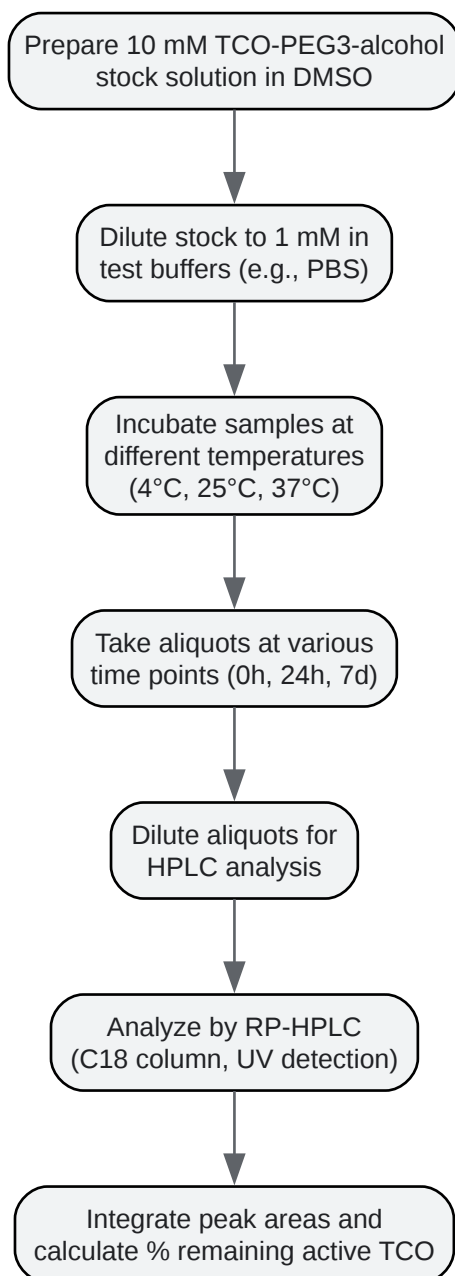 Prepare 10 mM TCO-PEG3-alcohol
stock solution in DMSO
Dilute stock to 1 mM in
test buffers (e.g., PBS)
Incubate samples at
different temperatures
(4°C, 25°C, 37°C)
Take aliquots at various
time points (0h, 24h, 7d)
Dilute aliquots for
HPLC analysis
Analyze by RP-HPLC
(C18 column, UV detection)
Integrate peak areas and
calculate % remaining active TCO